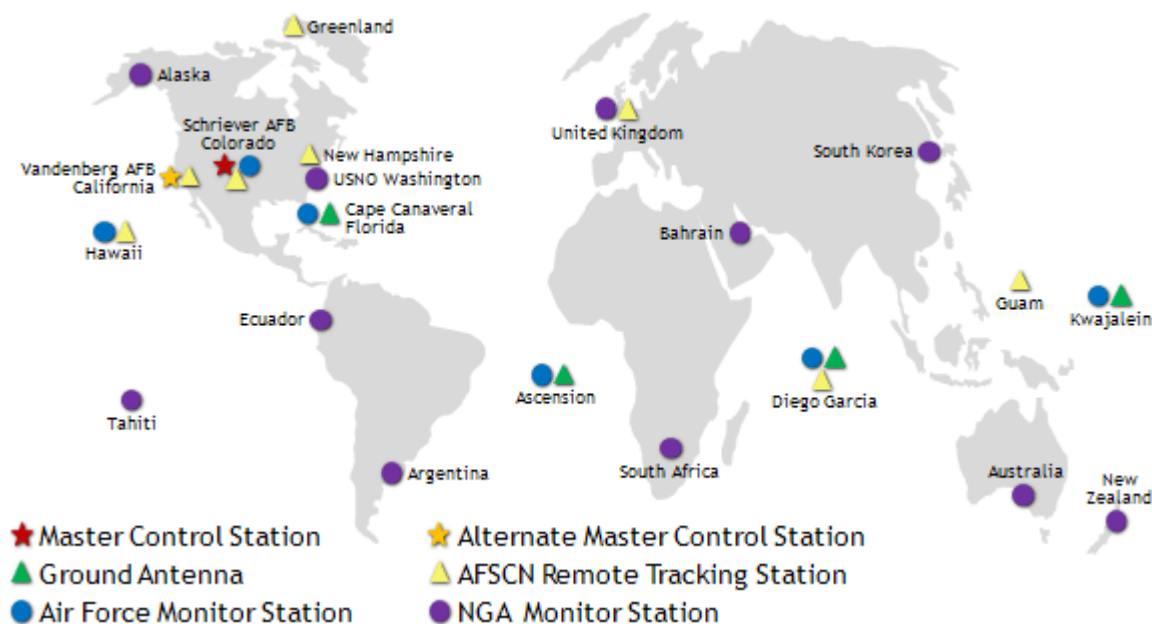 Greenland
Alaska
Schriever AFB
Colorado
United Kingdom
New Hampshire
South Korea
Vandenberg AFB
California
USNO Washington
Cape Canaveral
Florida
Bahrain
Hawaii
Guam
Kwajalein
Ecuador
Ascension
Diego Garcia
Tahiti
Argentina
South Africa
Australia
New
Zealand
Master Control Station
Alternate Master Control Station
Ground Antenna
AFSCN Remote Tracking Station
Air Force Monitor Station
NGA Monitor Station